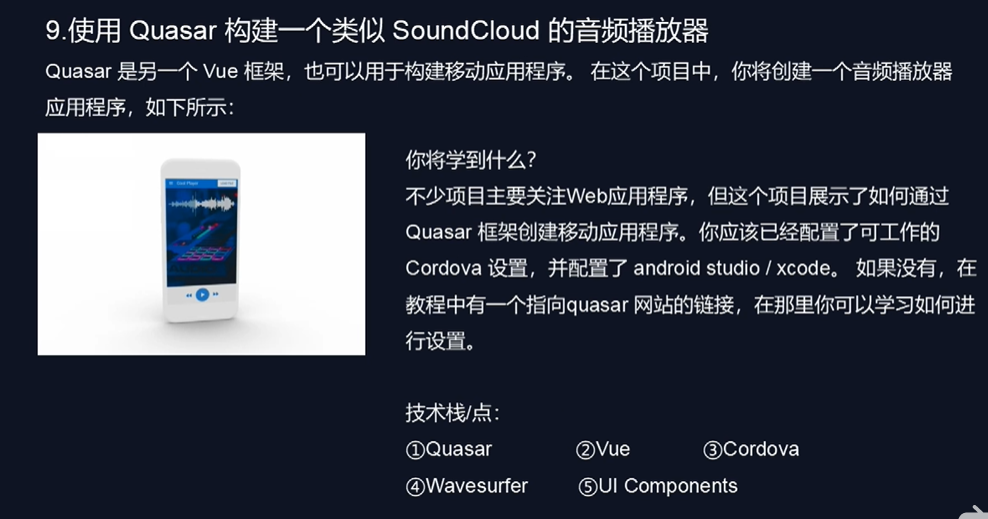 9.使用 Quasar 构建一个类似 SoundCloud 的音频播放器
Quasar 是另一个 Vue 框架，也可以用于构建移动应用程序。 在这个项目中，你将创建一个音频播放器
应用程序，如下所示：
你将学到什么？
不少项目主要关注Web应用程序，但这个项目展示了如何通过
Quasar 框架创建移动应用程序。你应该已经配置了可工作的
Cordova 设置，并配置了 android studio / xcode。 如果没有，在
教程中有一个指向quasar 网站的链接，在那里你可以学习如何进
行设置。
技术栈/点：
①Quasar ②Vue ③Cordova
④Wavesurfer ⑤UI Components